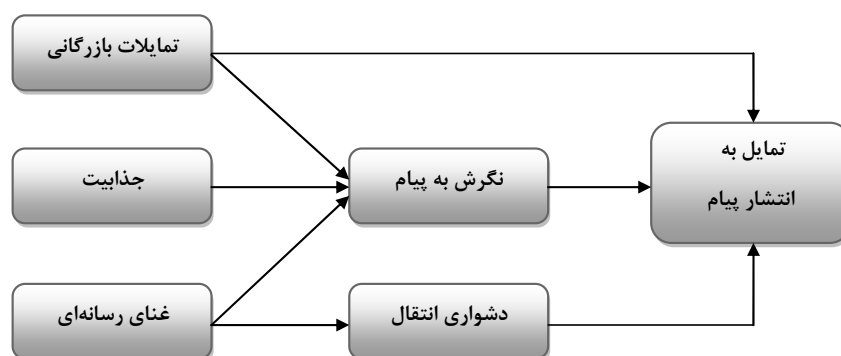 تمایلات بازرگانی
جذابیت
غنای رسانه‌ای
نگرش به پیام
دشواری انتقال
تمایل به
انتشار پیام